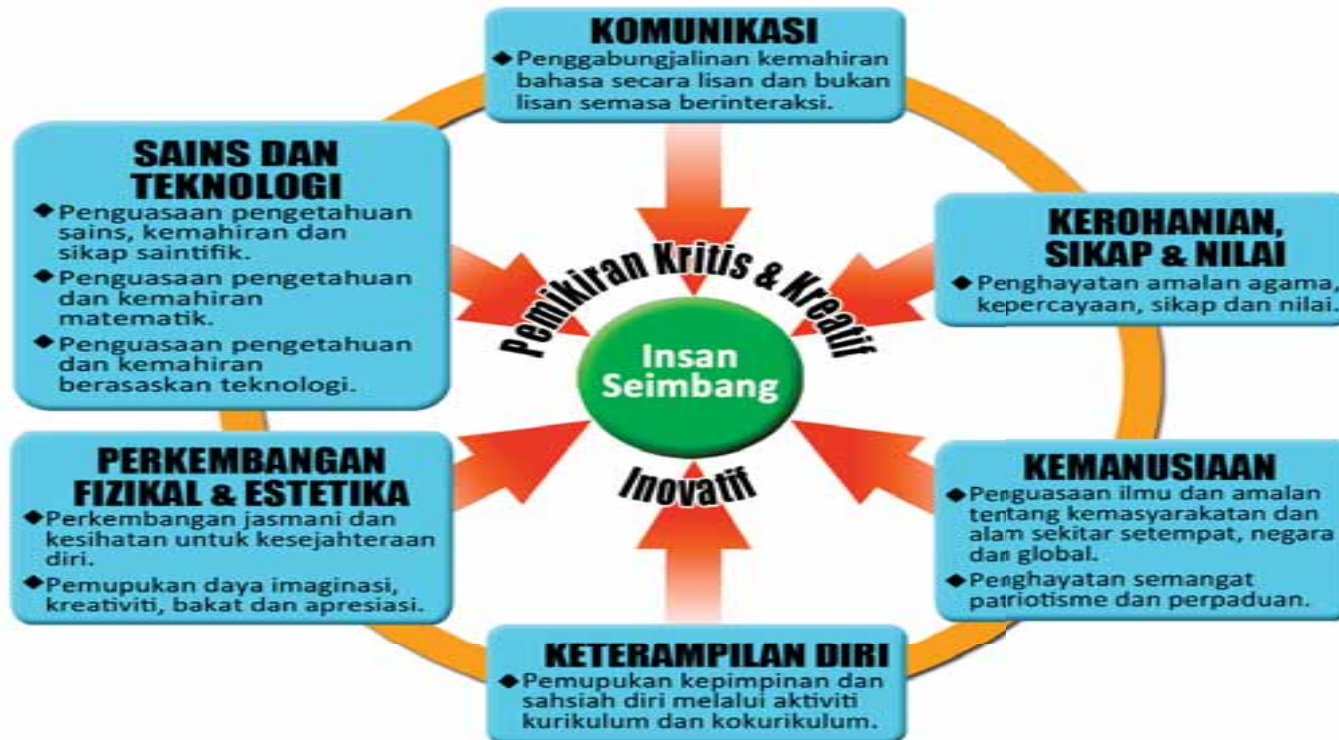 KOMUNIKASI
◆ Penggabungjalinan kemahiran
bahasa secara lisan dan bukan
lisan semasa berinteraksi.
SAINS DAN
TEKNOLOGI
◆ Penguasaan pengetahuan
sains, kemahiran dan
sikap saintifik.
◆ Penguasaan pengetahuan
dan kemahiran
matematik.
◆ Penguasaan pengetahuan
dan kemahiran
berasaskan teknologi.
KEROHANIAN,
SIKAP & NILAI
◆ Penghayatan amalan agama,
kepercayaan, sikap dan nilai.
Pemikiran Kritis & Kreatif
Insan
Seimbang
Inovatif
PERKEMBANGAN
FIZIKAL & ESTETIKA
◆ Perkembangan jasmani dan
kesihatan untuk kesejahteraan
diri.
◆ Pemupukan daya imaginasi,
kreativiti, bakat dan apresiasi.
KEMANUSIAAN
◆ Penguasaan ilmu dan amalan
tentang kemasyarakatan dan
alam sekitar setempat, negara
dan global.
◆ Penghayatan semangat
patriotisme dan perpaduan.
KETERAMPILAN DIRI
◆ Pemupukan kepimpinan dan
sahsiah diri melalui aktiviti
kurikulum dan kokurikulum.